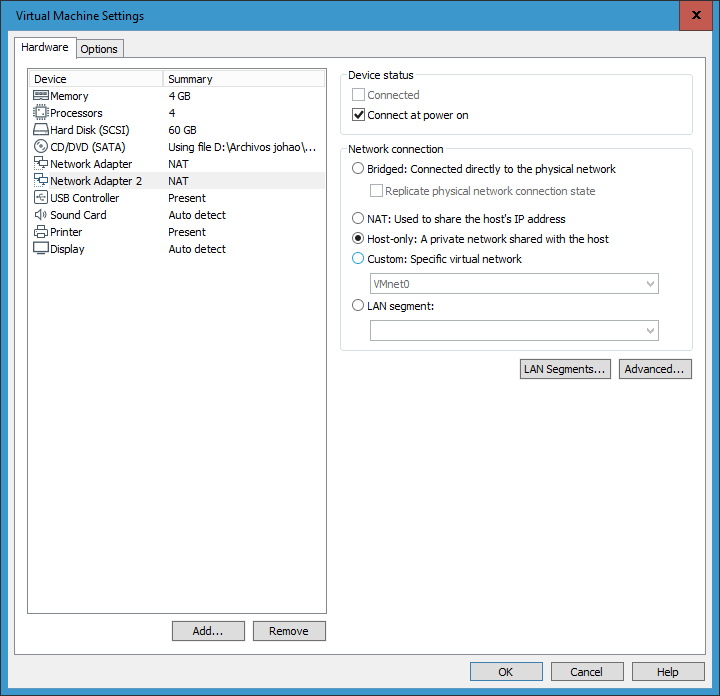 Virtual Machine Settings
Hardware
Options
Device Summary
Memory 4 GB
Processors 4
Hard Disk (SCSI) 60 GB
CD/DVD (SATA) Using file D:\Archivos johao\...
Network Adapter NAT
Network Adapter 2 NAT
USB Controller Present
Sound Card Auto detect
Printer Present
Display Auto detect
Add...
Remove
Device status
Connected
Connect at power on
Network connection
Bridged: Connected directly to the physical network
Replicate physical network connection state
NAT: Used to share the host's IP address
Host-only: A private network shared with the host
Custom: Specific virtual network
VMnet0
LAN segment:
LAN Segments...
Advanced...
OK
Cancel
Help